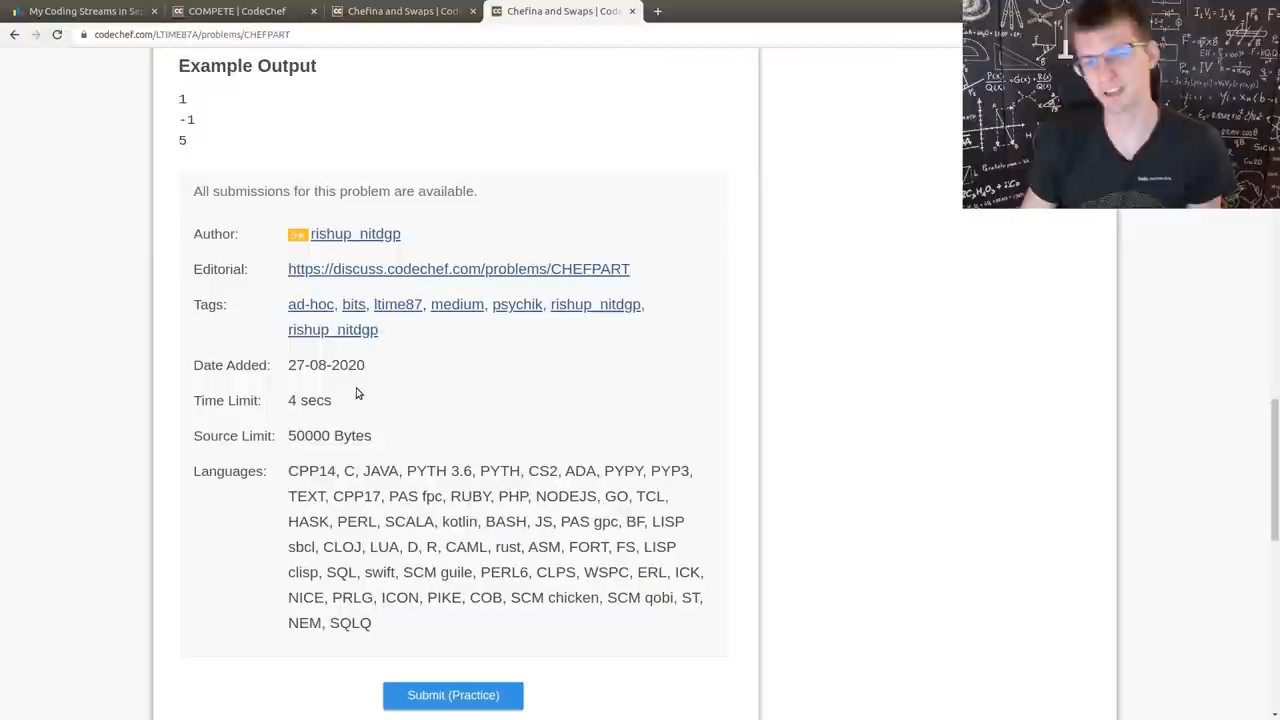 My Coding Streams in Sep
COMPETE | CodeChef
Chefina and Swaps | Code
Chefina and Swaps | Code
codechef.com/LTIME87A/problems/CHEFPART
Example Output
1
-1
5
All submissions for this problem are available.
Author: 5★ rishup_nitdgp
Editorial: https://discuss.codechef.com/problems/CHEFPART
Tags: ad-hoc, bits, ltime87, medium, psychik, rishup_nitdgp,
rishup_nitdgp
Date Added: 27-08-2020
Time Limit: 4 secs
Source Limit: 50000 Bytes
Languages: CPP14, C, JAVA, PYTH 3.6, PYTH, CS2, ADA, PYPY, PYP3,
TEXT, CPP17, PAS fpc, RUBY, PHP, NODEJS, GO, TCL,
HASK, PERL, SCALA, kotlin, BASH, JS, PAS gpc, BF, LISP
sbcl, CLOJ, LUA, D, R, CAML, rust, ASM, FORT, FS, LISP
clisp, SQL, swift, SCM guile, PERL6, CLPS, WSPC, ERL, ICK,
NICE, PRLG, ICON, PIKE, COB, SCM chicken, SCM qobi, ST,
NEM, SQLQ
Submit (Practice)